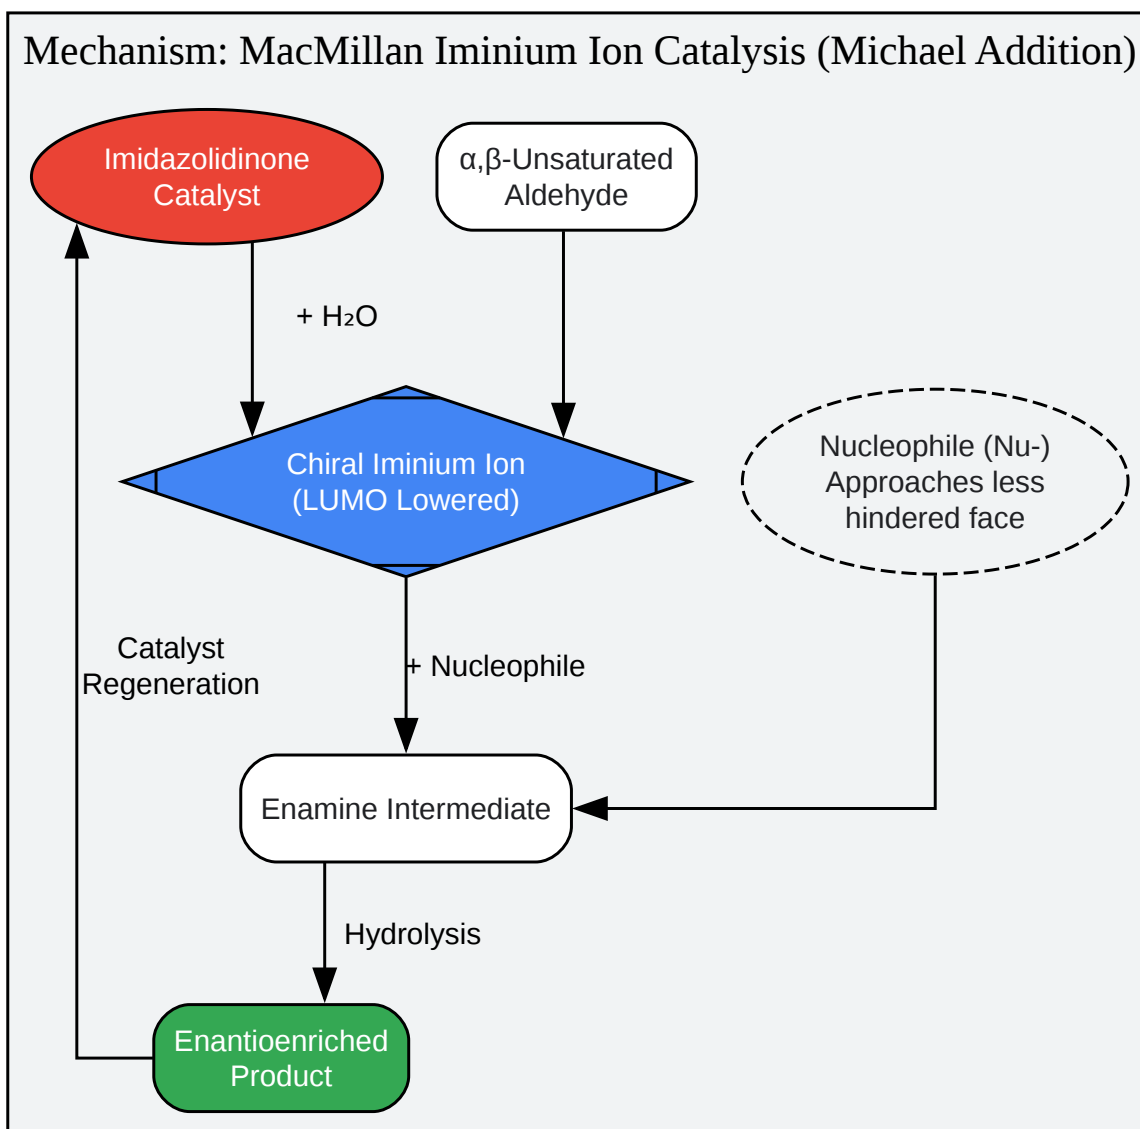 Mechanism: MacMillan Iminium Ion Catalysis (Michael Addition)
Imidazolidinone
Catalyst
α,β-Unsaturated
Aldehyde
+ H₂O
Chiral Iminium Ion
(LUMO Lowered)
Nucleophile (Nu-)
Approaches less
hindered face
Catalyst
Regeneration
+ Nucleophile
Enamine Intermediate
Hydrolysis
Enantioenriched
Product